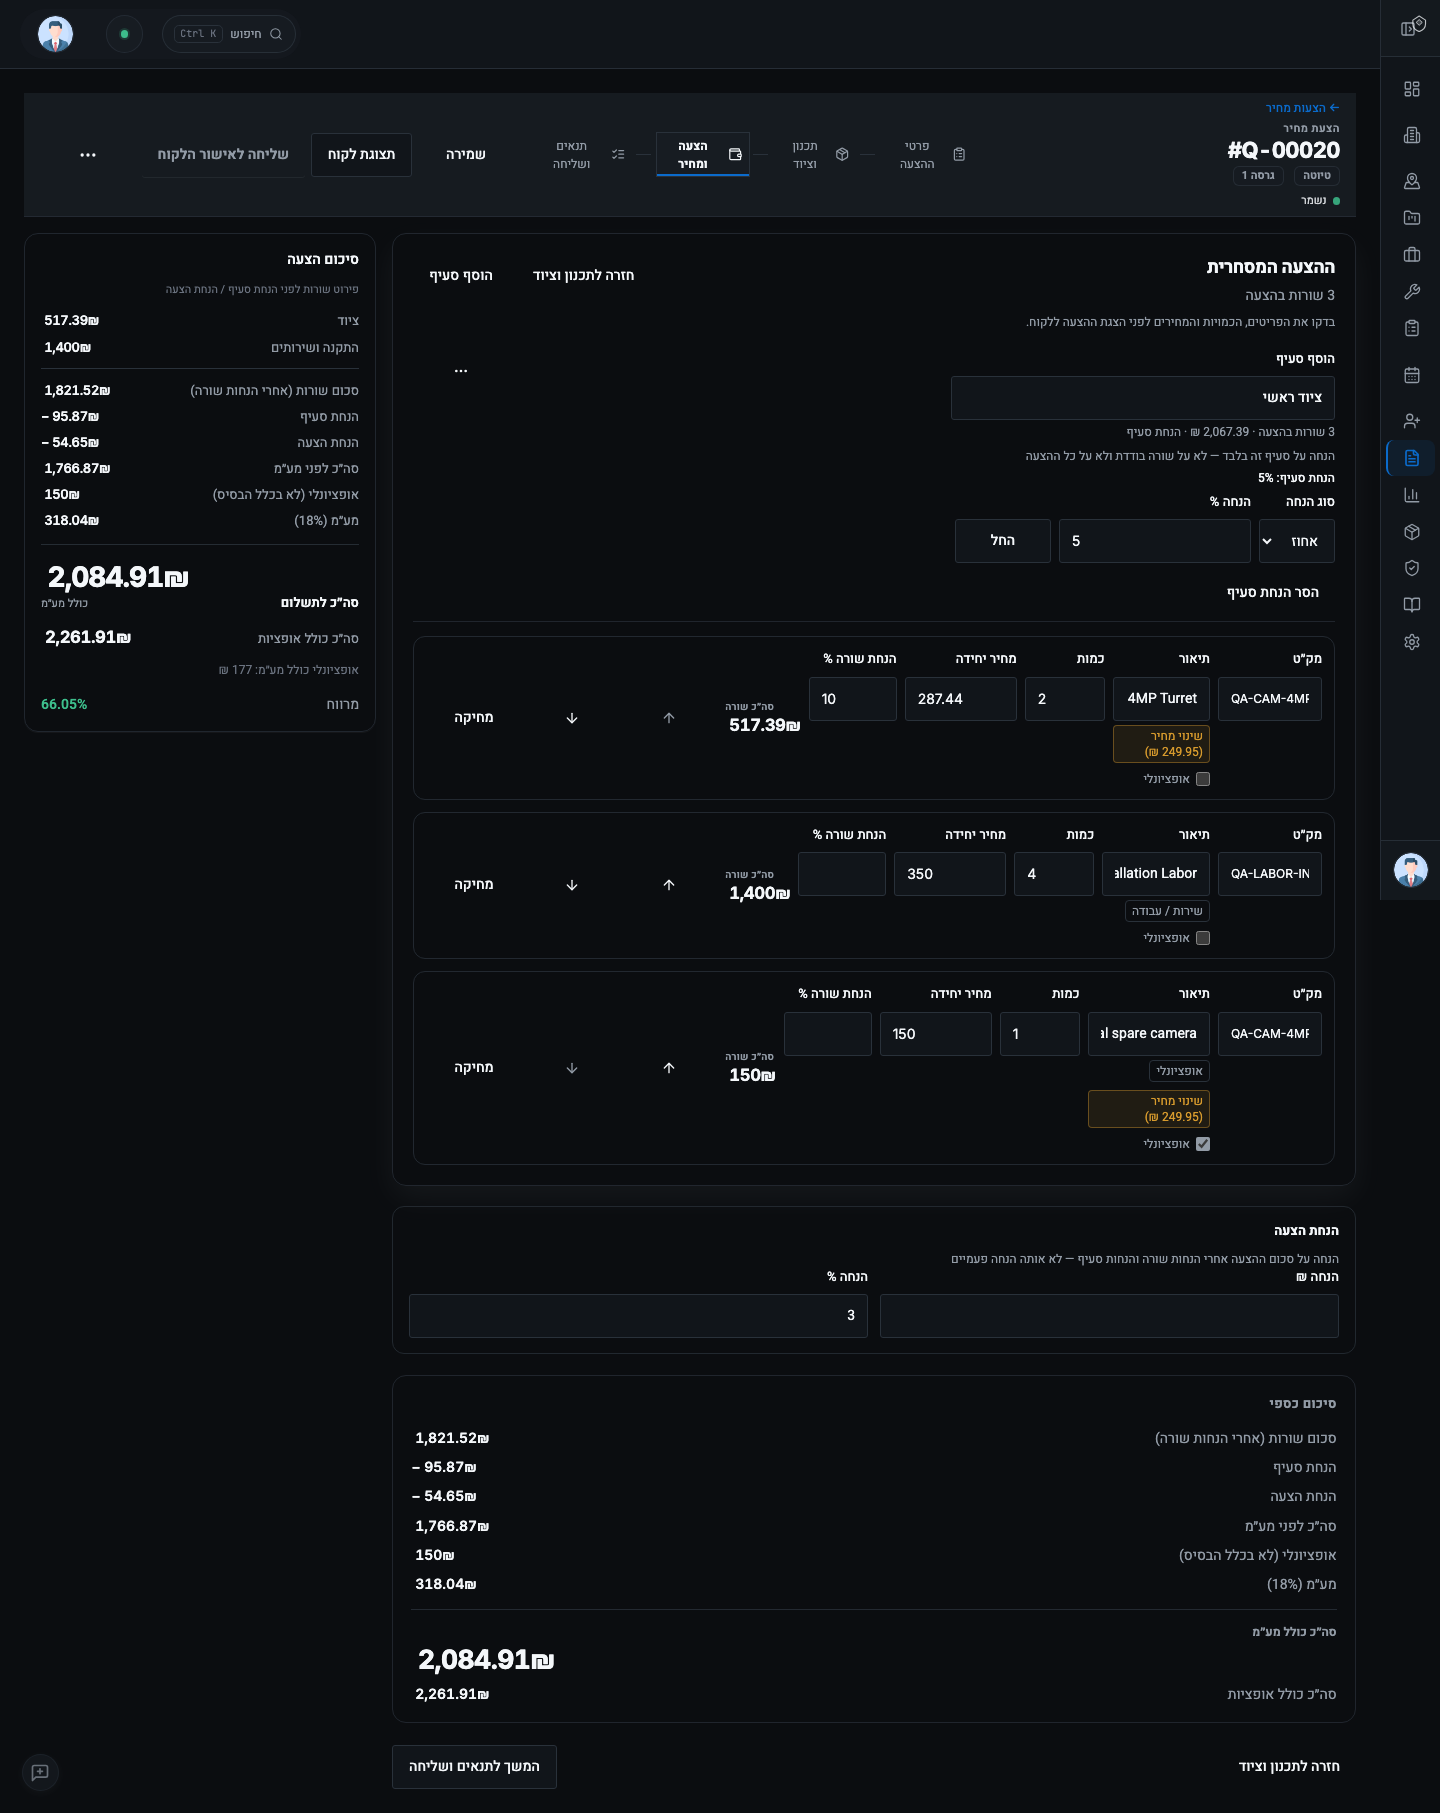 חיפוש
Ctrl K
← הצעות מחיר
הצעת מחיר
#Q-00020
טיוטה
גרסה 1
נשמר
פרטי
ההצעה
תכנון
וציוד
הצעה
ומחיר
תנאים
ושליחה
שמירה
תצוגת לקוח
שליחה לאישור הלקוח
ההצעה המסחרית
3 שורות בהצעה
בדקו את הפריטים, הכמויות והמחירים לפני הצגת ההצעה ללקוח.
חזרה לתכנון וציוד
הוסף סעיף
הוסף סעיף
ציוד ראשי
3 שורות בהצעה · 2,067.39 ₪ · הנחת סעיף
הנחה על סעיף זה בלבד — לא על שורה בודדת ולא על כל ההצעה
הנחת סעיף: 5%
סוג הנחה
הנחה %
אחוז
5
החל
הסר הנחת סעיף
מק״ט
תיאור
כמות
מחיר יחידה
הנחת שורה %
QA-CAM-4MP
4MP Turret
2
287.44
10
סה״כ שורה
517.39₪
מחיקה
שינוי מחיר
(249.95 ₪)
אופציונלי
מק״ט
תיאור
כמות
מחיר יחידה
הנחת שורה %
QA-LABOR-IN
allation Labor
4
350
סה״כ שורה
1,400₪
מחיקה
שירות / עבודה
אופציונלי
מק״ט
תיאור
כמות
מחיר יחידה
הנחת שורה %
QA-CAM-4MP
al spare camera
1
150
סה״כ שורה
150₪
מחיקה
אופציונלי
שינוי מחיר
(249.95 ₪)
אופציונלי
הנחת הצעה
הנחה על סכום ההצעה אחרי הנחות שורה והנחות סעיף — לא אותה הנחה פעמיים
הנחה ₪
הנחה %
3
סיכום כספי
סכום שורות (אחרי הנחות שורה) 1,821.52₪
הנחת סעיף – 95.87₪
הנחת הצעה – 54.65₪
סה״כ לפני מע״מ 1,766.87₪
אופציונלי (לא בכלל הבסיס) 150₪
מע״מ (18%) 318.04₪
סה״כ כולל מע״מ
2,084.91₪
סה״כ כולל אופציות 2,261.91₪
חזרה לתכנון וציוד
המשך לתנאים ושליחה
סיכום הצעה
פירוט שורות לפני הנחת סעיף / הנחת הצעה
ציוד 517.39₪
התקנה ושירותים 1,400₪
סכום שורות (אחרי הנחות שורה) 1,821.52₪
הנחת סעיף – 95.87₪
הנחת הצעה – 54.65₪
סה״כ לפני מע״מ 1,766.87₪
אופציונלי (לא בכלל הבסיס) 150₪
מע״מ (18%) 318.04₪
2,084.91₪
סה״כ לתשלום
כולל מע״מ
סה״כ כולל אופציות 2,261.91₪
אופציונלי כולל מע״מ: 177 ₪
מרווח 66.05%